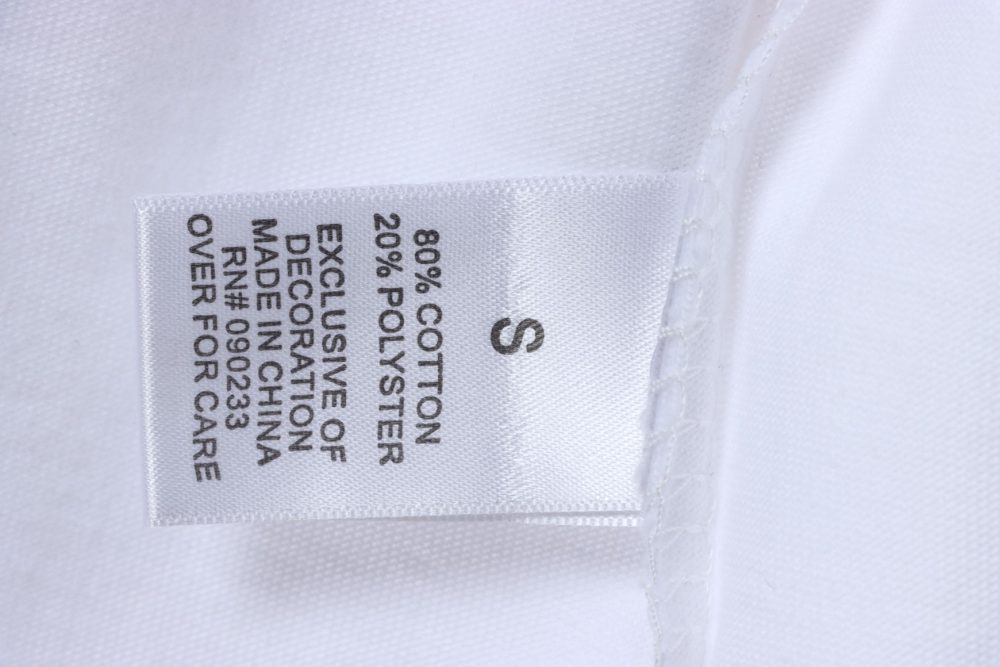 S
80% COTTON
20% POLYSTER
EXCLUSIVE OF
DECORATION
MADE IN CHINA
RN# 090233
OVER FOR CARE